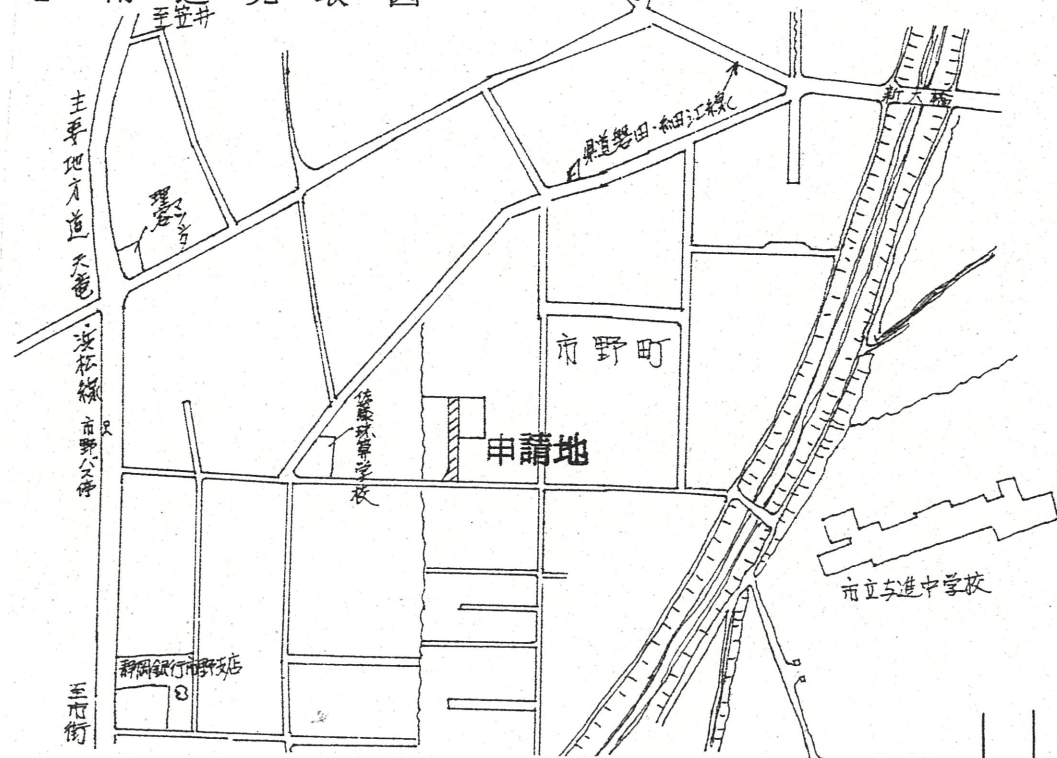 至笠井
主要地方道天竜・浜松線
新大橋
県道磐田・細江線
市野町
市野バス停
佐藤珠算学校
申請地
市立与進中学校
静岡銀行市野支店
至市街